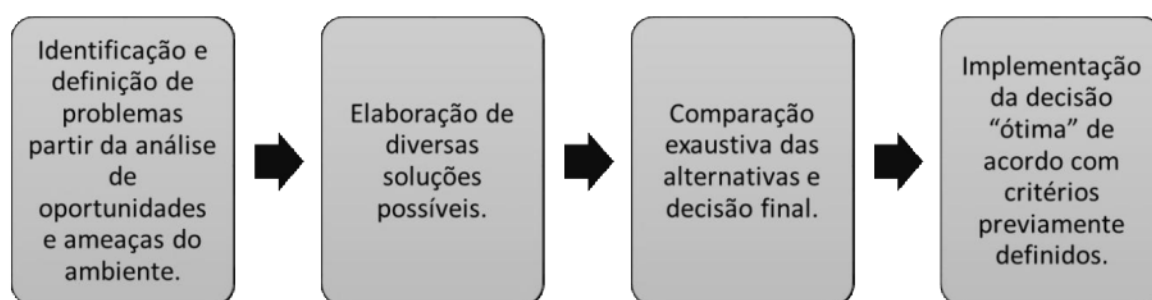 Identificação e
definição de
problemas
partir da análise
de
oportunidades
e ameaças do
ambiente.
Elaboração de
diversas
soluções
possíveis.
Comparação
exaustiva das
alternativas e
decisão final.
Implementação
da decisão
“ótima” de
acordo com
critérios
previamente
definidos.